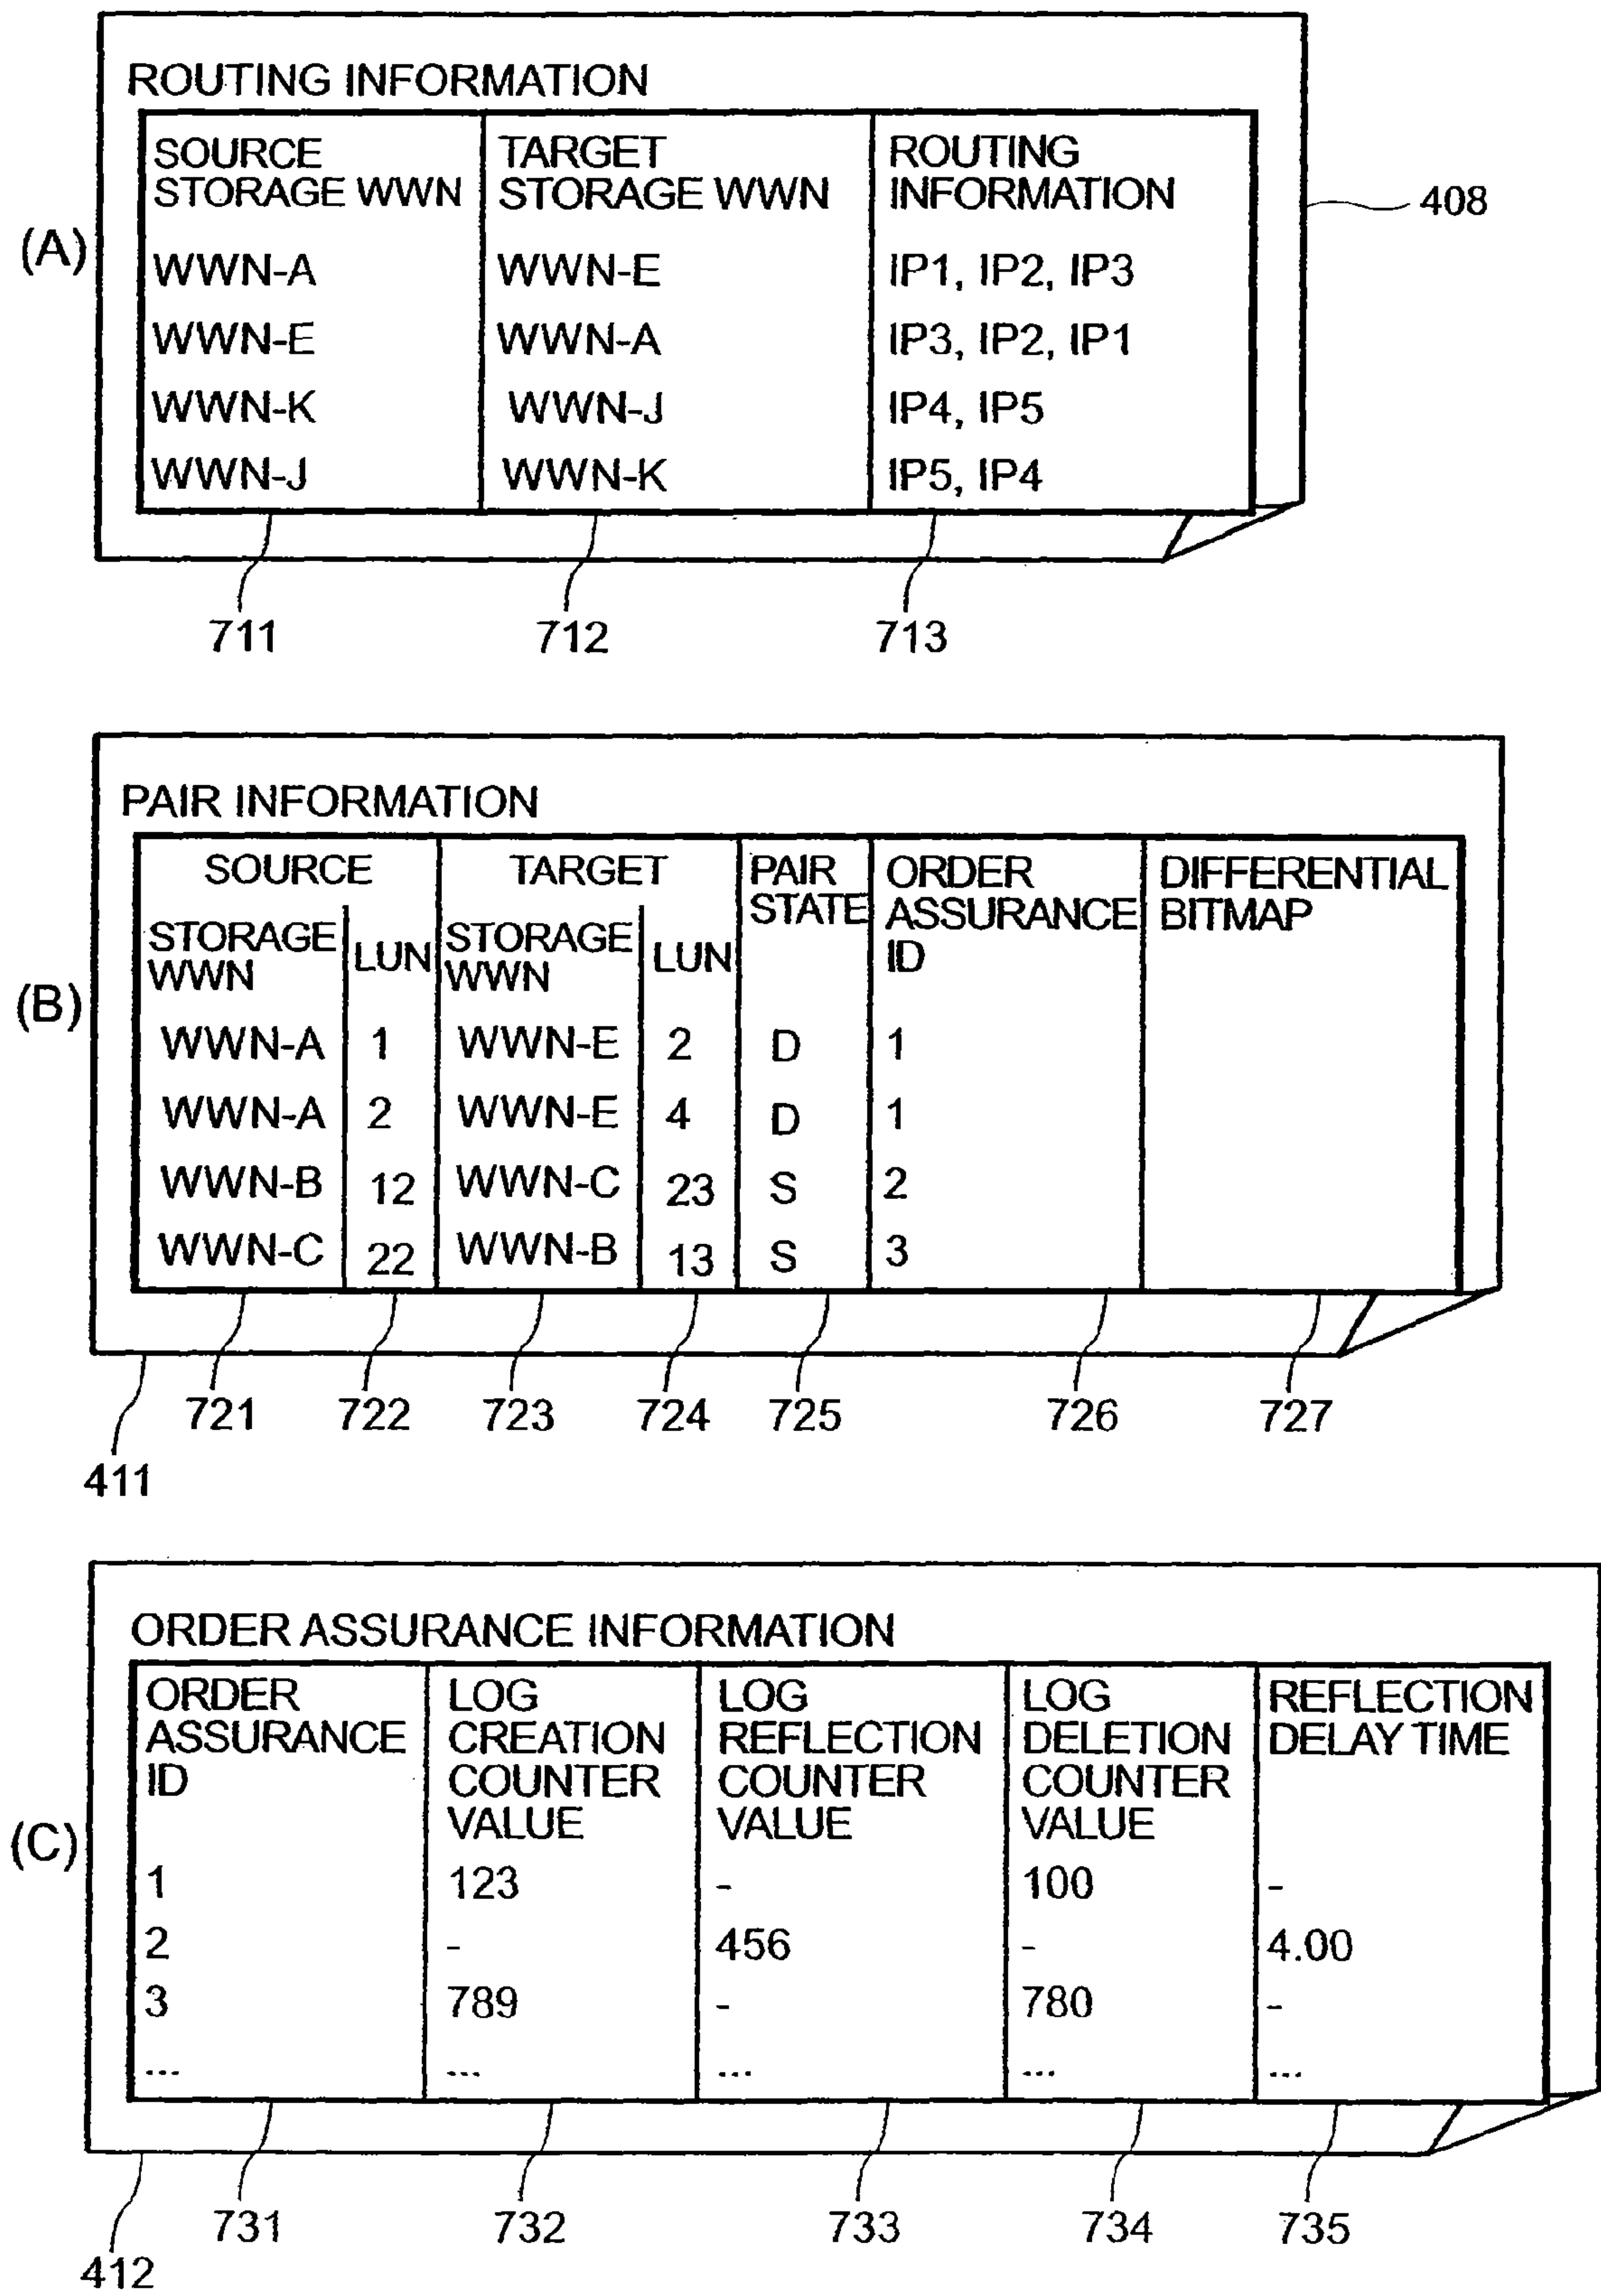 ROUTING INFORMATION
SOURCE STORAGE WWN TARGET STORAGE WWN ROUTING INFORMATION
408
(A)
WWN-A WWN-E IP1, IP2, IP3
WWN-E WWN-A IP3, IP2, IP1
WWN-K WWN-J IP4, IP5
WWN-J WWN-K IP5, IP4
711 712 713
PAIR INFORMATION
SOURCE TARGET PAIR STATE ORDER ASSURANCE ID DIFFERENTIAL BITMAP
STORAGE WWN LUN STORAGE WWN LUN
(B)
WWN-A 1 WWN-E 2 D 1
WWN-A 2 WWN-E 4 D 1
WWN-B 12 WWN-C 23 S 2
WWN-C 22 WWN-B 13 S 3
721 722 723 724 725 726 727
411
ORDER ASSURANCE INFORMATION
ORDER ASSURANCE ID LOG CREATION COUNTER VALUE LOG REFLECTION COUNTER VALUE LOG DELETION COUNTER VALUE REFLECTION DELAY TIME
(C)
1 123 - 100 -
2 - 456 - 4.00
3 789 - 780 -
... ... ... ... ...
731 732 733 734 735
412